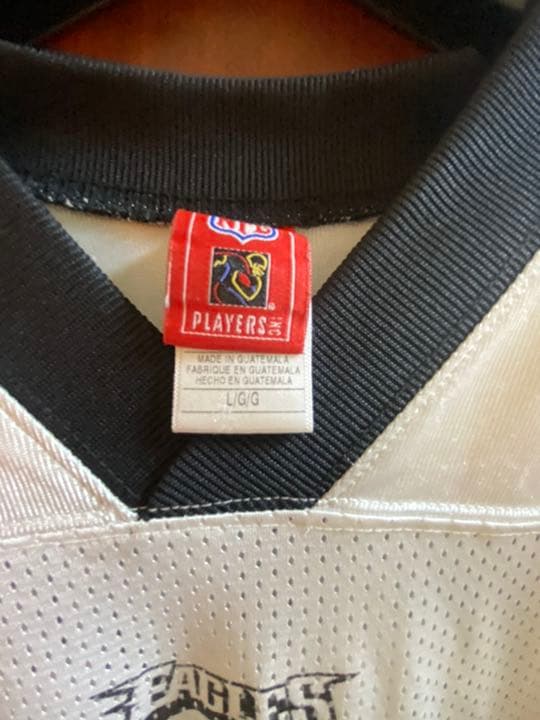 NFL
PLAYERS INC
MADE IN GUATEMALA
FABRIQUE EN GUATEMALA
HECHO EN GUATEMALA
L/G/G
EAGLES